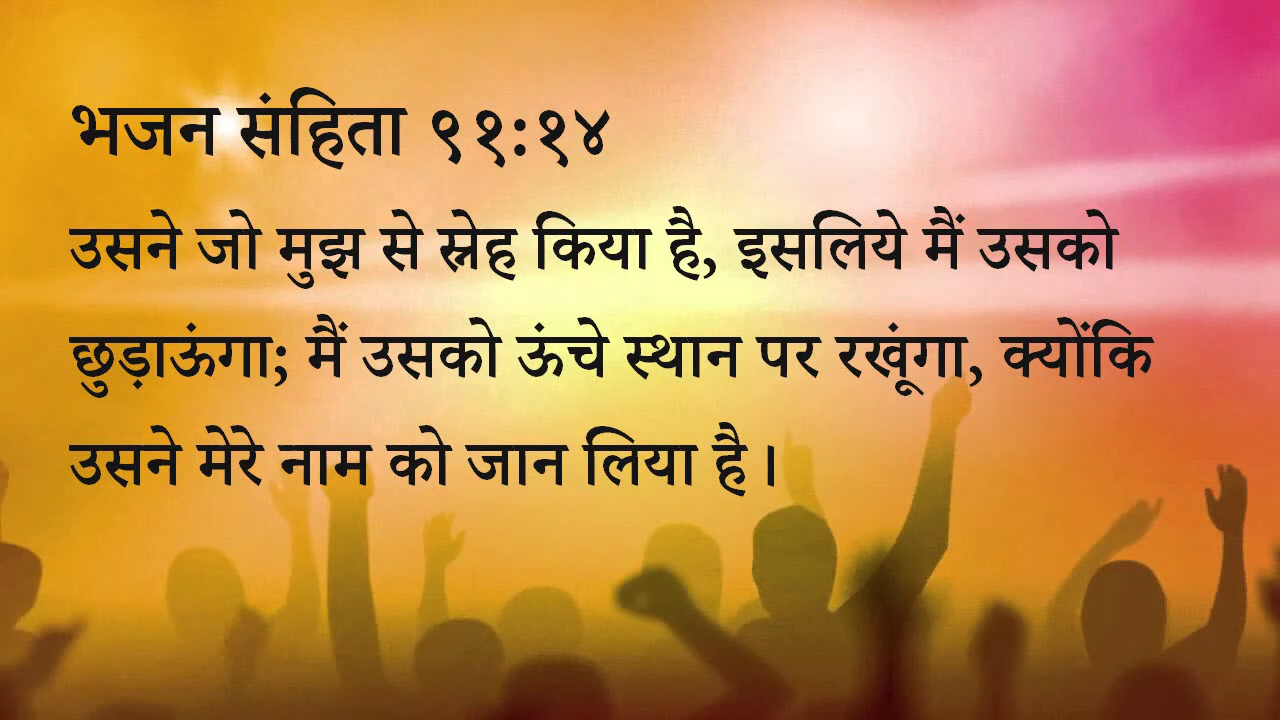 भजन संहिता ९१:१४
उसने जो मुझ से स्नेह किया है, इसलिये मैं उसको
छुड़ाऊंगा; मैं उसको ऊंचे स्थान पर रखूंगा, क्योंकि
उसने मेरे नाम को जान लिया है।